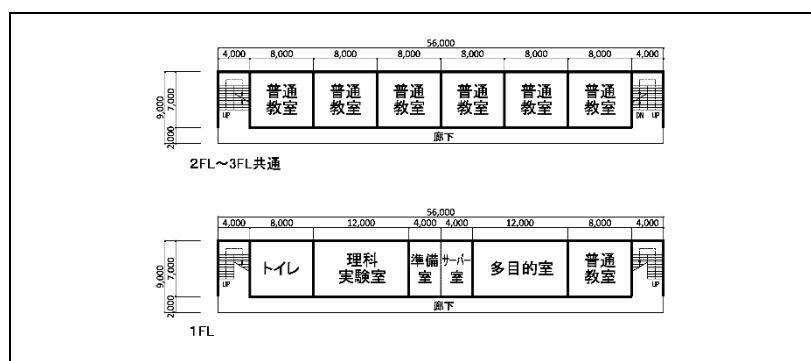 56,000
4,000 8,000 8,000 8,000 8,000 8,000 8,000 4,000
9,000
7,000
2,000
普通 普通 普通 普通 普通 普通
教室 教室 教室 教室 教室 教室
UP DN UP
廊下
2FL〜3FL共通
56,000
4,000 8,000 12,000 4,000 4,000 12,000 8,000 4,000
9,000
7,000
2,000
トイレ 理科 準備 サーバー 多目的室 普通
実験室 室 室 教室
UP UP
廊下
1FL